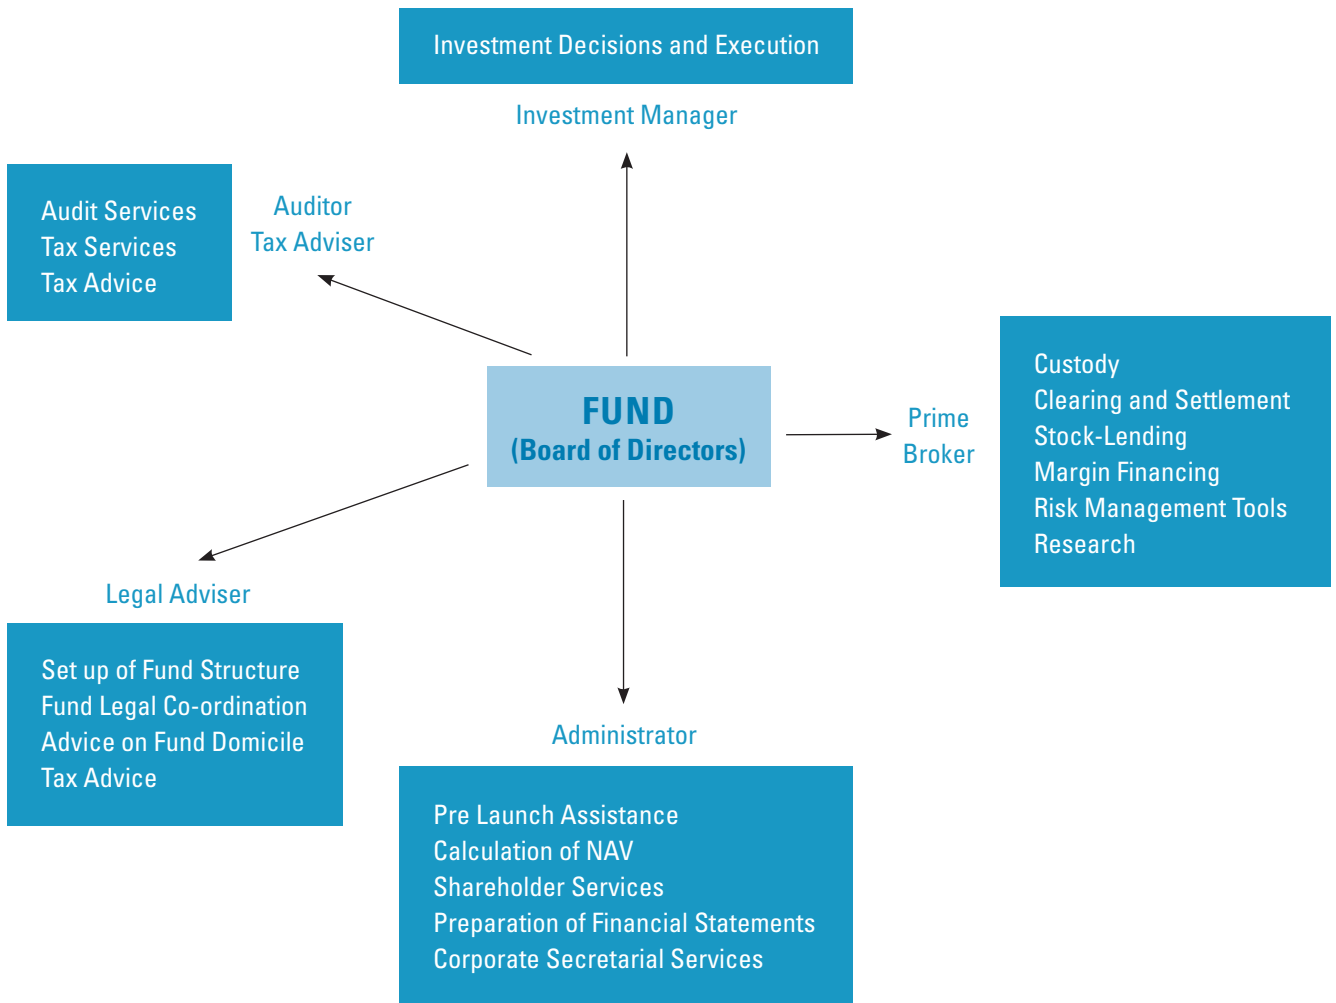 Investment Decisions and Execution
Investment Manager
Audit Services
Tax Services
Tax Advice
Auditor
Tax Adviser
FUND
(Board of Directors)
Prime
Broker
Custody
Clearing and Settlement
Stock-Lending
Margin Financing
Risk Management Tools
Research
Legal Adviser
Set up of Fund Structure
Fund Legal Co-ordination
Advice on Fund Domicile
Tax Advice
Administrator
Pre Launch Assistance
Calculation of NAV
Shareholder Services
Preparation of Financial Statements
Corporate Secretarial Services